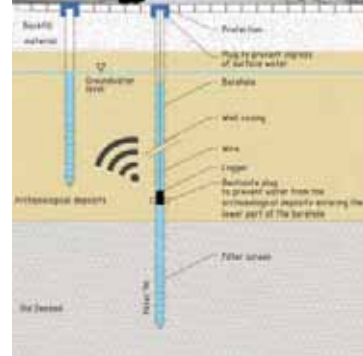 Protection
Plug to prevent ingress
of surface water
material
Groundwater
level
Borehole
Well casing
Wire
Logger
Bentonite plug
to prevent water from the
archaeological deposits entering the
lower part of the borehole
Archaeological deposits
Filter screen
Old Seabed